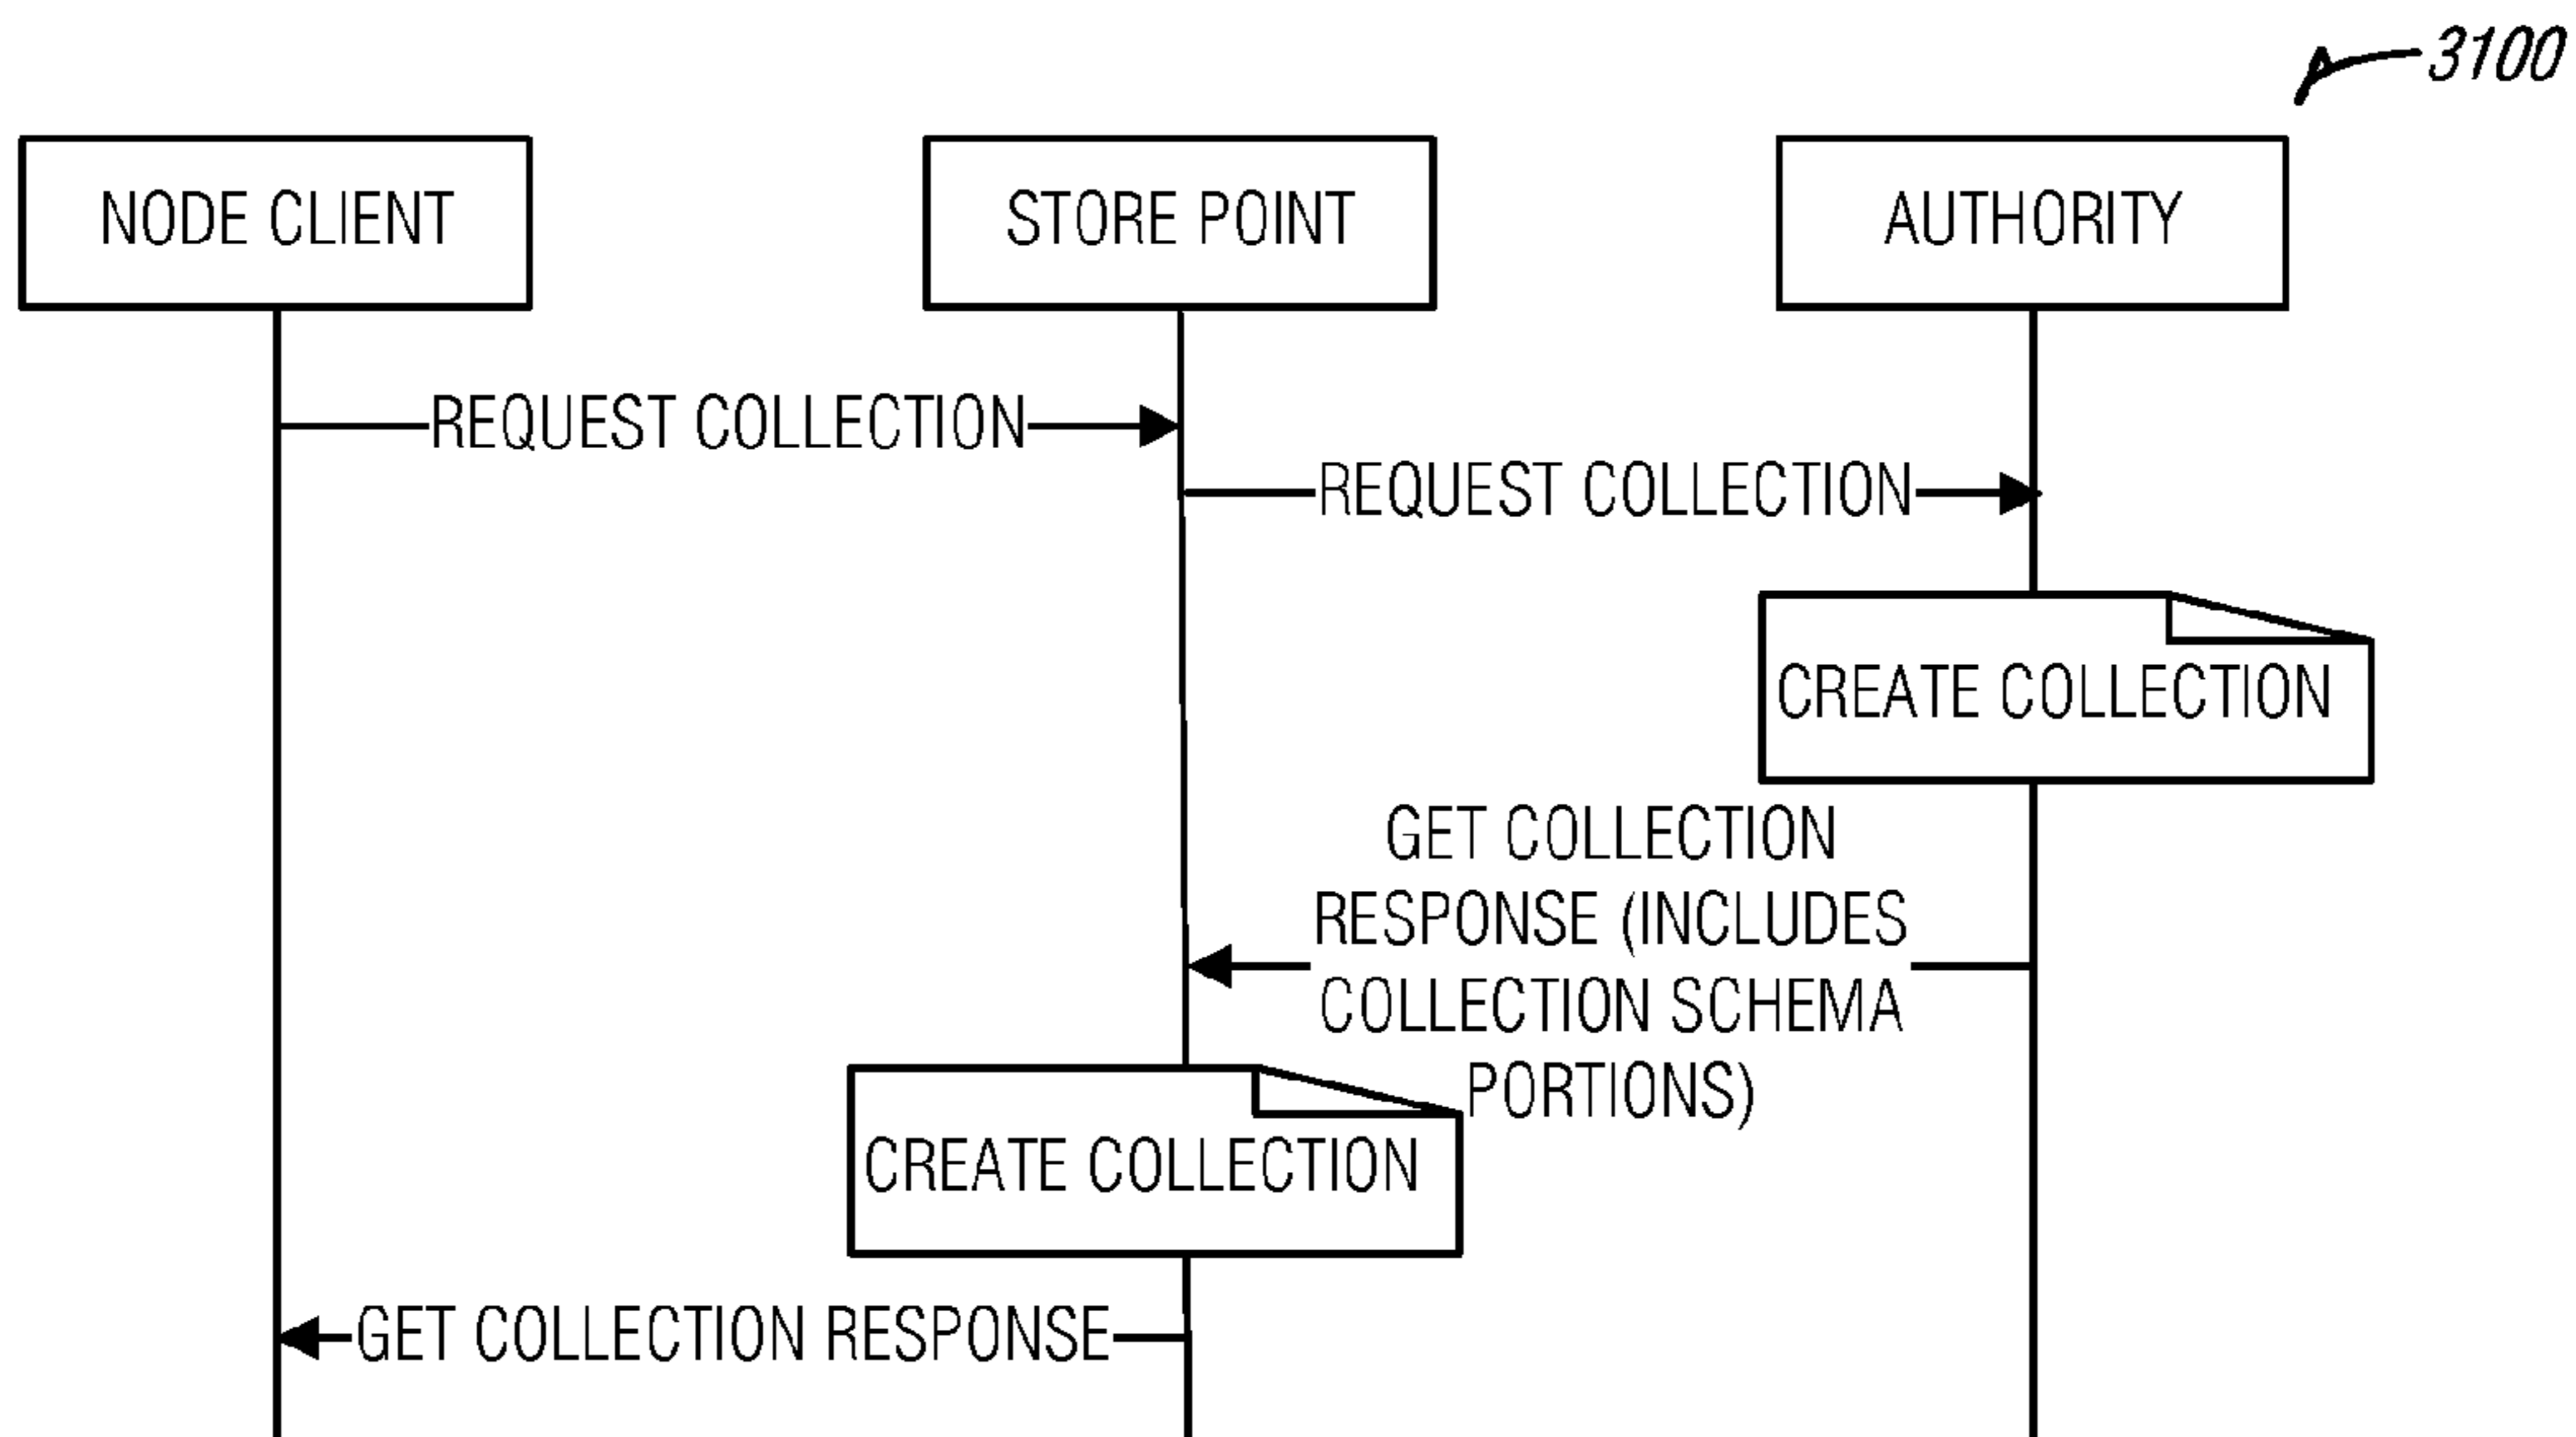 3100
NODE CLIENT
STORE POINT
AUTHORITY
REQUEST COLLECTION
REQUEST COLLECTION
CREATE COLLECTION
GET COLLECTION
RESPONSE (INCLUDES
COLLECTION SCHEMA
PORTIONS)
CREATE COLLECTION
GET COLLECTION RESPONSE